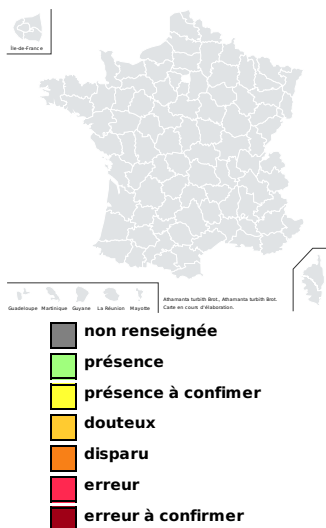 Île-de-France
Guadeloupe Martinique Guyane La Réunion Mayotte
Athamanta turbith Brot., Athamanta turbith Brot.
Carte en cours d'élaboration.
non renseignée
présence
présence à confimer
douteux
disparu
erreur
erreur à confirmer